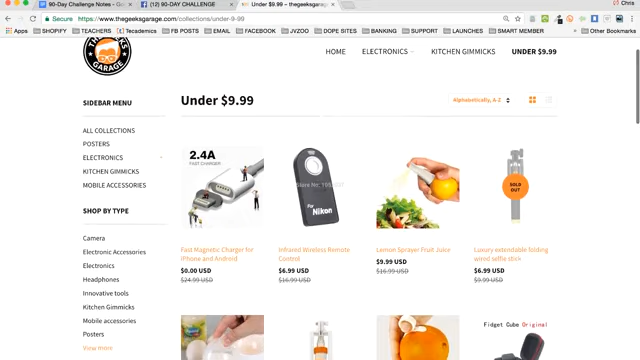 90-Day Challenge Notes - Goo
(12) 90-DAY CHALLENGE
Under $9.99 – thegeeksgarage
Chris
Secure
https://www.thegeeksgarage.com/collections/under-9-99
Apps
SHOPIFY
TEACHERS
Tecademics
FB POSTS
EMAIL
FACEBOOK
JVZOO
DOPE SITES
BANKING
SUPPORT
LAUNCHES
SMART MEMBER
Other Bookmarks
GARAGE
HOME
ELECTRONICS
KITCHEN GIMMICKS
UNDER $9.99
SIDEBAR MENU
ALL COLLECTIONS
POSTERS
ELECTRONICS
KITCHEN GIMMICKS
MOBILE ACCESSORIES
SHOP BY TYPE
Camera
Electronic Accessories
Electronics
Headphones
Innovative tools
Kitchen Gimmicks
Mobile accessories
Posters
View more
Under $9.99
Alphabetically, A-Z
2.4A
FAST CHARGER
For
Nikon
SOLD
OUT?
Fast Magnetic Charger for
iPhone and Android
$0.00 USD
$24.99 USD
Infrared Wireless Remote
Control
$6.99 USD
$16.99 USD
Lemon Sprayer Fruit Juice
$9.99 USD
$16.99 USD
Luxury extendable folding
wired selfie stick
$6.99 USD
$9.99 USD
Fidget Cube Original